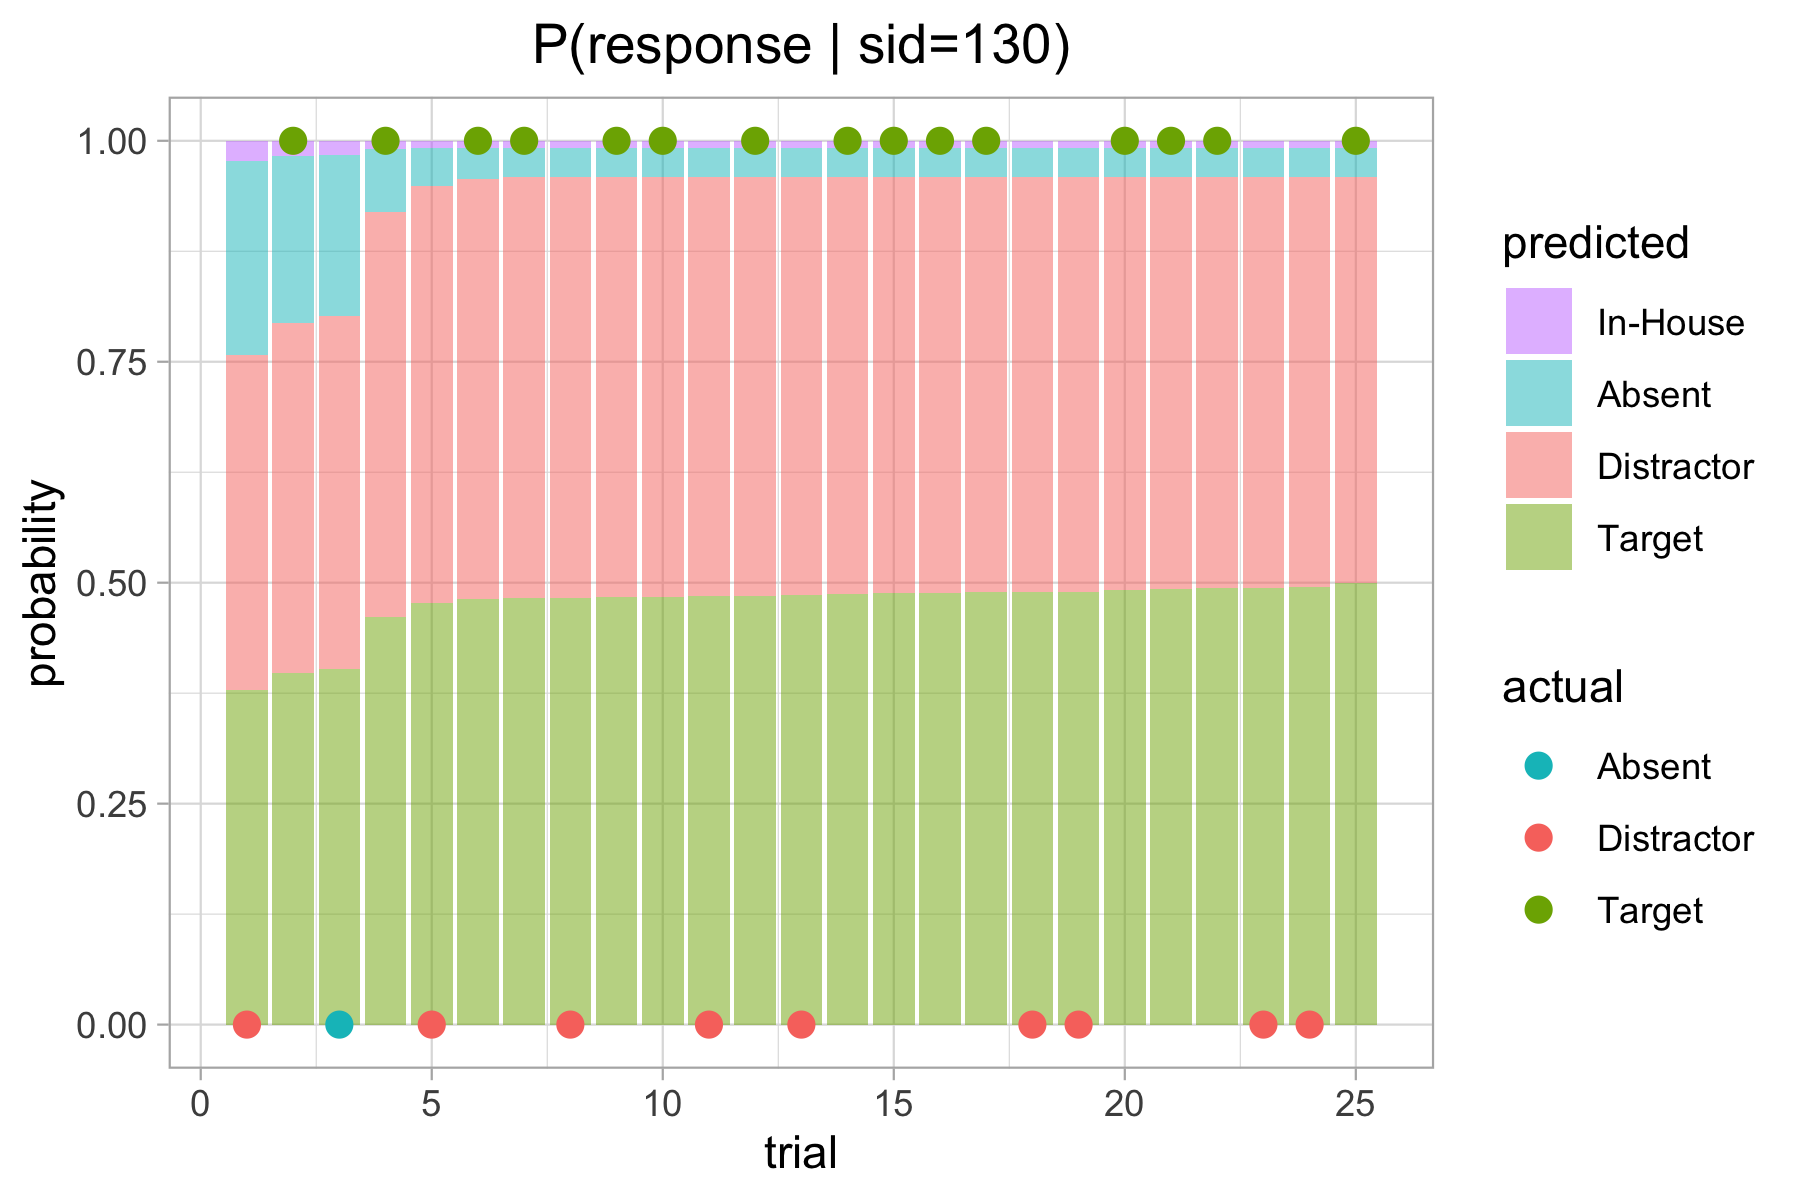 P(response | sid=130)
probability
1.00
0.75
0.50
0.25
0.00
0 5 10 15 20 25
trial
predicted
In-House
Absent
Distractor
Target
actual
Absent
Distractor
Target